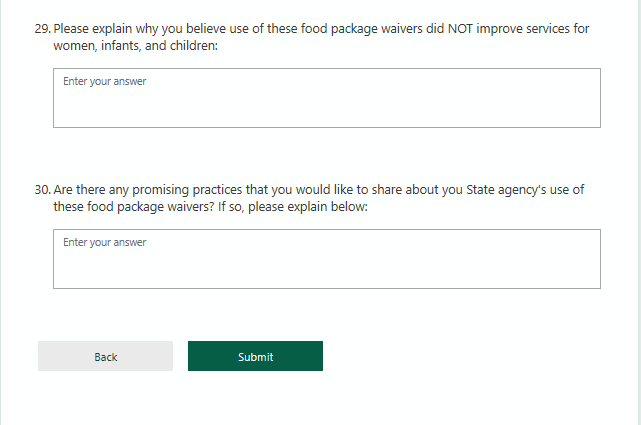 29. Please explain why you believe use of these food package waivers did NOT improve services for
women, infants, and children:
Enter your answer
30. Are there any promising practices that you would like to share about you State agency's use of
these food package waivers? If so, please explain below:
Enter your answer
Back
Submit